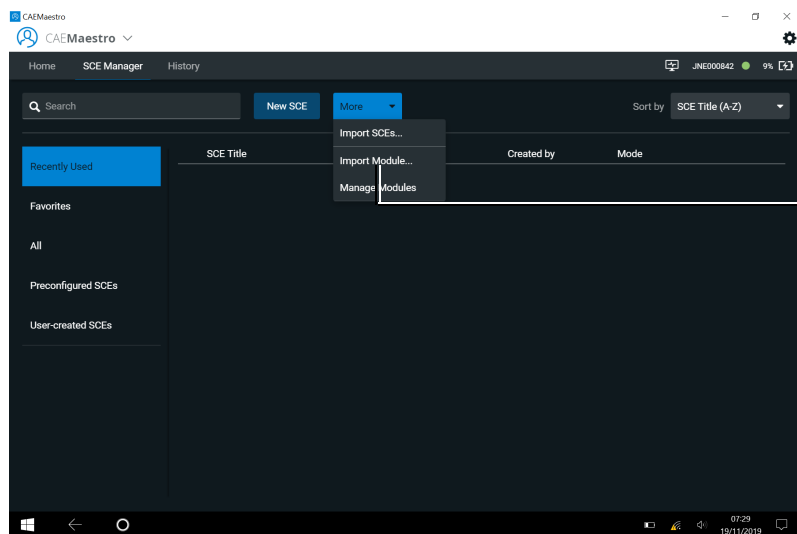 CAEMaestro
CAEMaestro
Home SCE Manager History JNE000842 9%
Search New SCE More Sort by SCE Title (A-Z)
Import SCEs...
SCE Title Created by Mode
Import Module...
Recently Used
Manage Modules
Favorites
All
Preconfigured SCEs
User-created SCEs
07:29
19/11/2019